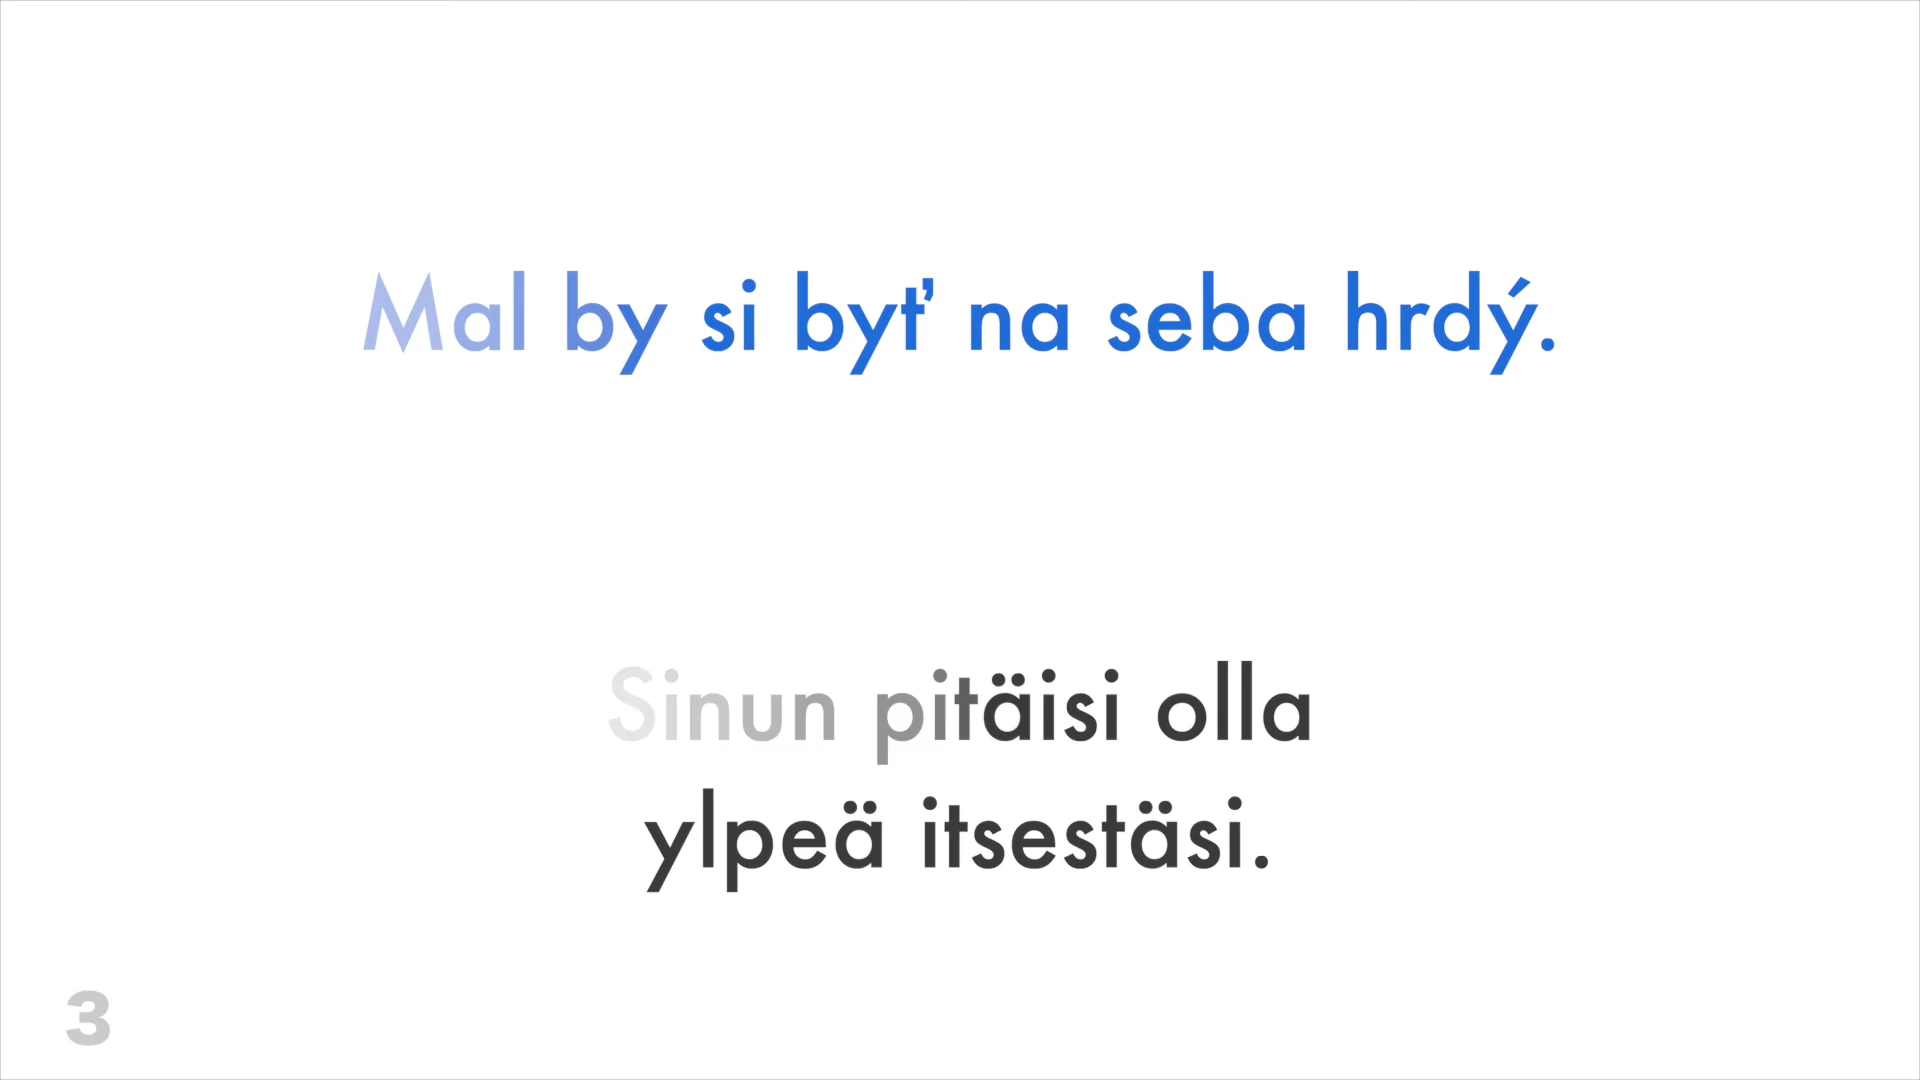 Mal by si byť na seba hrdý.
Sinun pitäisi olla
ylpeä itsestäsi.
3